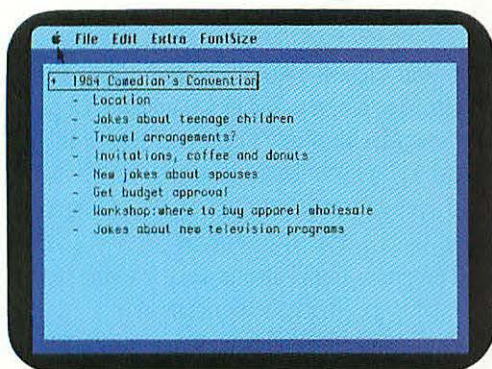 File Edit Extra FontSize
+ 1984 Comedian's Convention
- Location
- Jokes about teenage children
- Travel arrangements?
- Invitations, coffee and donuts
- New jokes about spouses
- Get budget approval
- Workshop:where to buy apparel wholesale
- Jokes about new television programs